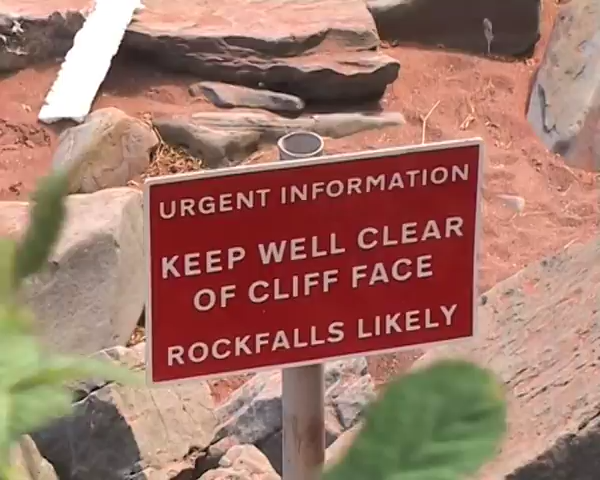 URGENT INFORMATION
KEEP WELL CLEAR
OF CLIFF FACE
ROCKFALLS LIKELY